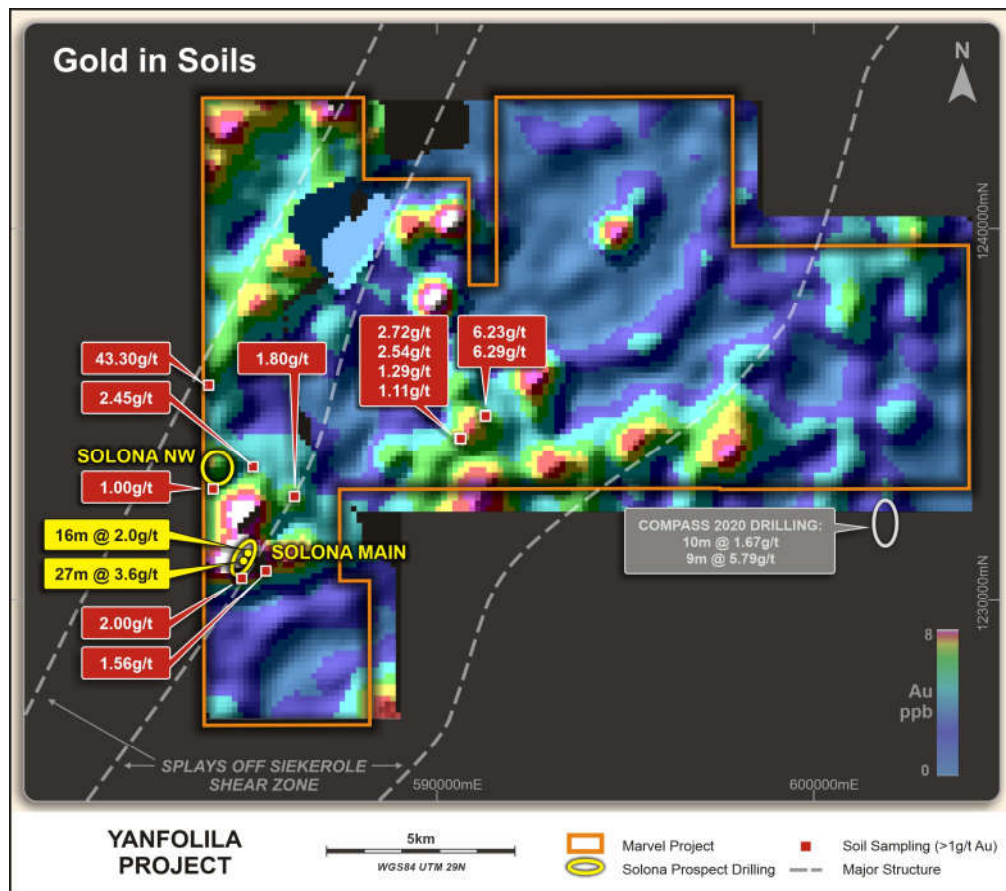 Gold in Soils
N
1240000mN
43.30g/t
2.45g/t
1.80g/t
2.72g/t
2.54g/t
1.29g/t
1.11g/t
6.23g/t
6.29g/t
SOLONA NW
1.00g/t
16m @ 2.0g/t
27m @ 3.6g/t
SOLONA MAIN
2.00g/t
1.56g/t
COMPASS 2020 DRILLING:
10m @ 1.67g/t
9m @ 5.79g/t
1230000mN
8
Au
ppb
0
SPLAYS OFF SIEKEROLE
SHEAR ZONE
590000mE
600000mE
YANFOLILA
PROJECT
5km
WGS84 UTM 29N
Marvel Project
Solona Prospect Drilling
Soil Sampling (>1g/t Au)
Major Structure